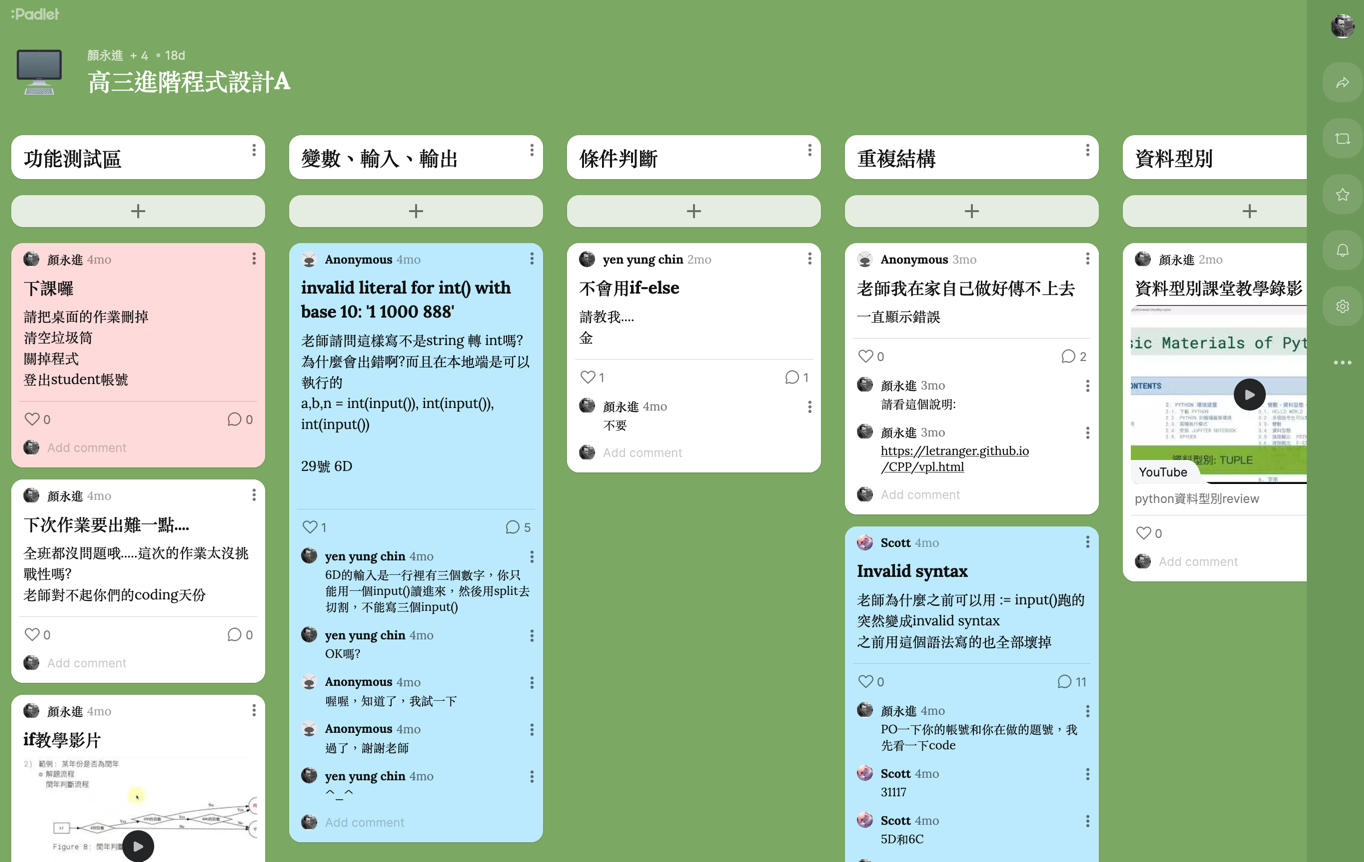 :Padlet
顏永進 + 4 • 18d
高三進階程式設計A
功能測試區
顏永進 4mo
下課囉
請把桌面的作業刪掉
清空垃圾筒
關掉程式
登出student帳號
0 0
Add comment
顏永進 4mo
下次作業要出難一點....
全班都沒問題哦.....這次的作業太沒挑
戰性嗎?
老師對不起你們的coding天份
0 0
Add comment
顏永進 4mo
if教學影片
2) 範例: 某年份是否為閏年
解題流程
閏年判斷流程
變數、輸入、輸出
Anonymous 4mo
invalid literal for int() with
base 10: '1 1000 888'
老師請問這樣寫不是string 轉 int嗎?
為什麼會出錯啊?而且在本地端是可以
執行的
a,b,n = int(input()), int(input()),
int(input())
29號 6D
1 5
yen yung chin 4mo
6D的輸入是一行裡有三個數字，你只
能用一個input()讀進來，然後用split去
切割，不能寫三個input()
yen yung chin 4mo
OK嗎?
Anonymous 4mo
喔喔，知道了，我試一下
Anonymous 4mo
過了，謝謝老師
yen yung chin 4mo
^_^
Add comment
條件判斷
yen yung chin 2mo
不會用if-else
請教我....
金
1 1
顏永進 4mo
不要
Add comment
重複結構
Anonymous 3mo
老師我在家自己做好傳不上去
一直顯示錯誤
0 2
顏永進 3mo
請看這個說明:
顏永進 3mo
https://letranger.github.io
/CPP/vpl.html
Add comment
Scott 4mo
Invalid syntax
老師為什麼之前可以用 := input()跑的
突然變成invalid syntax
之前用這個語法寫的也全部壞掉
0 11
顏永進 4mo
PO一下你的帳號和你在做的題號，我
先看一下code
Scott 4mo
31117
Scott 4mo
5D和6C
資料型別
顏永進 2mo
資料型別課堂教學錄影
sic Materials of Pyt
ONTENTS
資料型別: TUPLE
YouTube
python資料型別review
0
Add comment